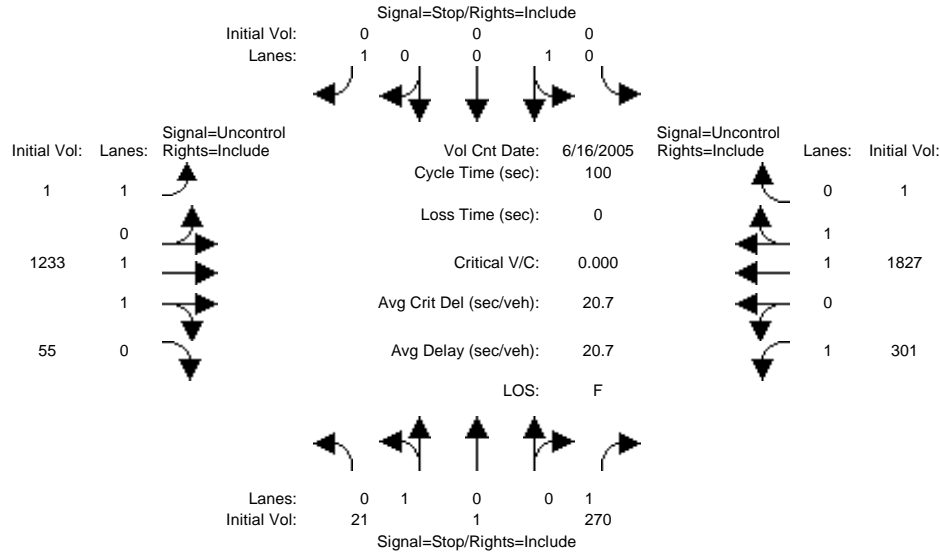 Signal=Stop/Rights=Include
Initial Vol: 0 0 0
Lanes: 1 0 0 1 0
Signal=Uncontrol
Initial Vol: Lanes: Rights=Include
Vol Cnt Date: 6/16/2005
Signal=Uncontrol
Rights=Include Lanes: Initial Vol:
Cycle Time (sec): 100
1 1 0 1
Loss Time (sec): 0
0 1
1233 1 Critical V/C: 0.000 1 1827
1 Avg Crit Del (sec/veh): 20.7 0
55 0 Avg Delay (sec/veh): 20.7 1 301
LOS: F
Lanes: 0 1 0 0 1
Initial Vol: 21 1 270
Signal=Stop/Rights=Include